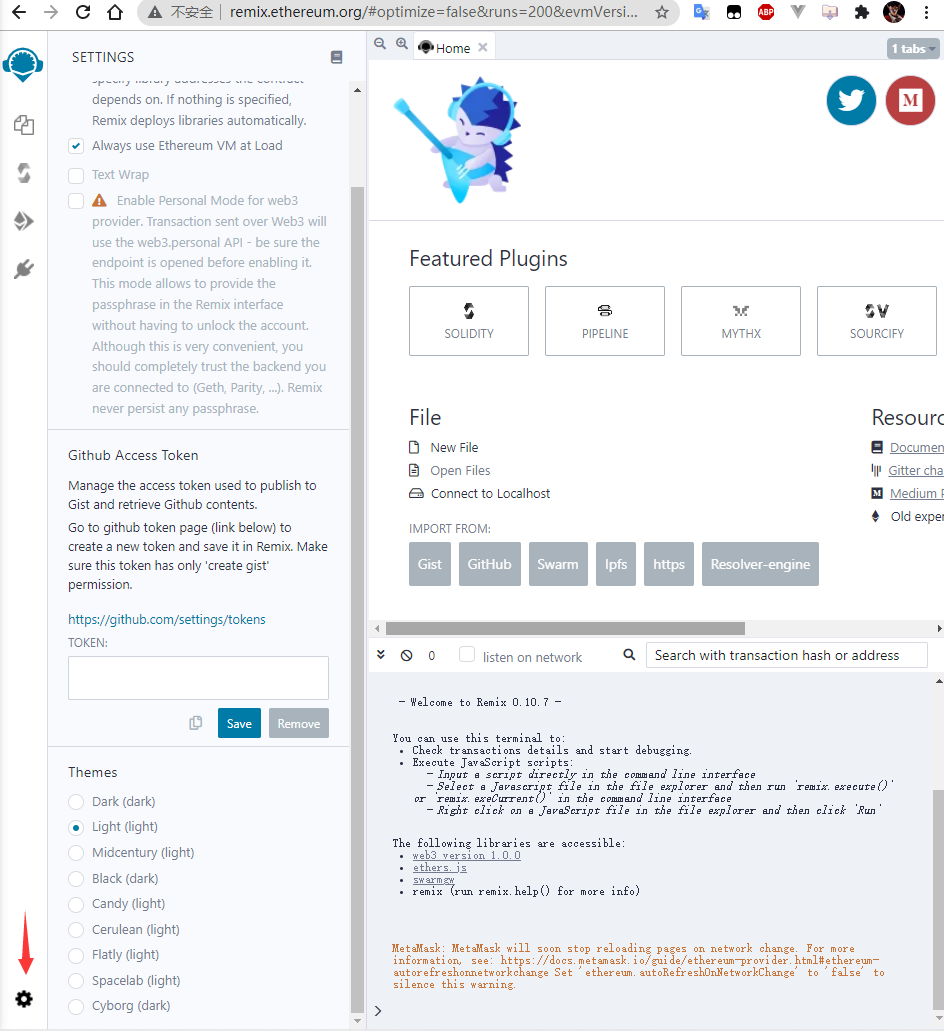 不安全 remix.ethereum.org/#optimize=false&runs=200&evmVersi...
ABP
SETTINGS
specify library addresses the contract
depends on. If nothing is specified,
Remix deploys libraries automatically.
Always use Ethereum VM at Load
Text Wrap
Enable Personal Mode for web3
provider. Transaction sent over Web3 will
use the web3.personal API - be sure the
endpoint is opened before enabling it.
This mode allows to provide the
passphrase in the Remix interface
without having to unlock the account.
Although this is very convenient, you
should completely trust the backend you
are connected to (Geth, Parity, ...). Remix
never persist any passphrase.
Github Access Token
Manage the access token used to publish to
Gist and retrieve Github contents.
Go to github token page (link below) to
create a new token and save it in Remix. Make
sure this token has only 'create gist'
permission.
https://github.com/settings/tokens
TOKEN:
Save
Remove
Themes
Dark (dark)
Light (light)
Midcentury (light)
Black (dark)
Candy (light)
Cerulean (light)
Flatly (light)
Spacelab (light)
Cyborg (dark)
Home
1 tabs
M
Featured Plugins
SOLIDITY
PIPELINE
MYTHX
SOURCIFY
File
New File
Open Files
Connect to Localhost
IMPORT FROM:
Gist
GitHub
Swarm
Ipfs
https
Resolver-engine
Resourc
Documen
Gitter cha
Medium P
Old exper
0
listen on network
Search with transaction hash or address
- Welcome to Remix 0.10.7 -
You can use this terminal to:
• Check transactions details and start debugging.
• Execute JavaScript scripts:
- Input a script directly in the command line interface
- Select a Javascript file in the file explorer and then run `remix.execute()`
or `remix.exeCurrent()` in the command line interface
- Right click on a JavaScript file in the file explorer and then click `Run`
The following libraries are accessible:
• web3 version 1.0.0
• ethers.js
• swarmgw
• remix (run remix.help() for more info)
MetaMask: MetaMask will soon stop reloading pages on network change. For more
information, see: https://docs.metamask.io/guide/ethereum-provider.html#ethereum-
autorefreshonnetworkchange Set 'ethereum.autoRefreshOnNetworkChange' to 'false' to
silence this warning.
>